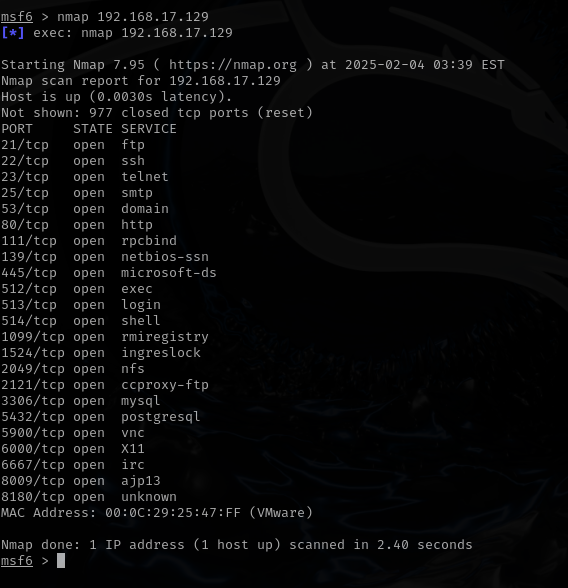 msf6 > nmap 192.168.17.129
[*] exec: nmap 192.168.17.129

Starting Nmap 7.95 ( https://nmap.org ) at 2025-02-04 03:39 EST
Nmap scan report for 192.168.17.129
Host is up (0.0030s latency).
Not shown: 977 closed tcp ports (reset)
PORT     STATE SERVICE
21/tcp   open  ftp
22/tcp   open  ssh
23/tcp   open  telnet
25/tcp   open  smtp
53/tcp   open  domain
80/tcp   open  http
111/tcp  open  rpcbind
139/tcp  open  netbios-ssn
445/tcp  open  microsoft-ds
512/tcp  open  exec
513/tcp  open  login
514/tcp  open  shell
1099/tcp open  rmiregistry
1524/tcp open  ingreslock
2049/tcp open  nfs
2121/tcp open  ccproxy-ftp
3306/tcp open  mysql
5432/tcp open  postgresql
5900/tcp open  vnc
6000/tcp open  X11
6667/tcp open  irc
8009/tcp open  ajp13
8180/tcp open  unknown
MAC Address: 00:0C:29:25:47:FF (VMware)

Nmap done: 1 IP address (1 host up) scanned in 2.40 seconds
msf6 >